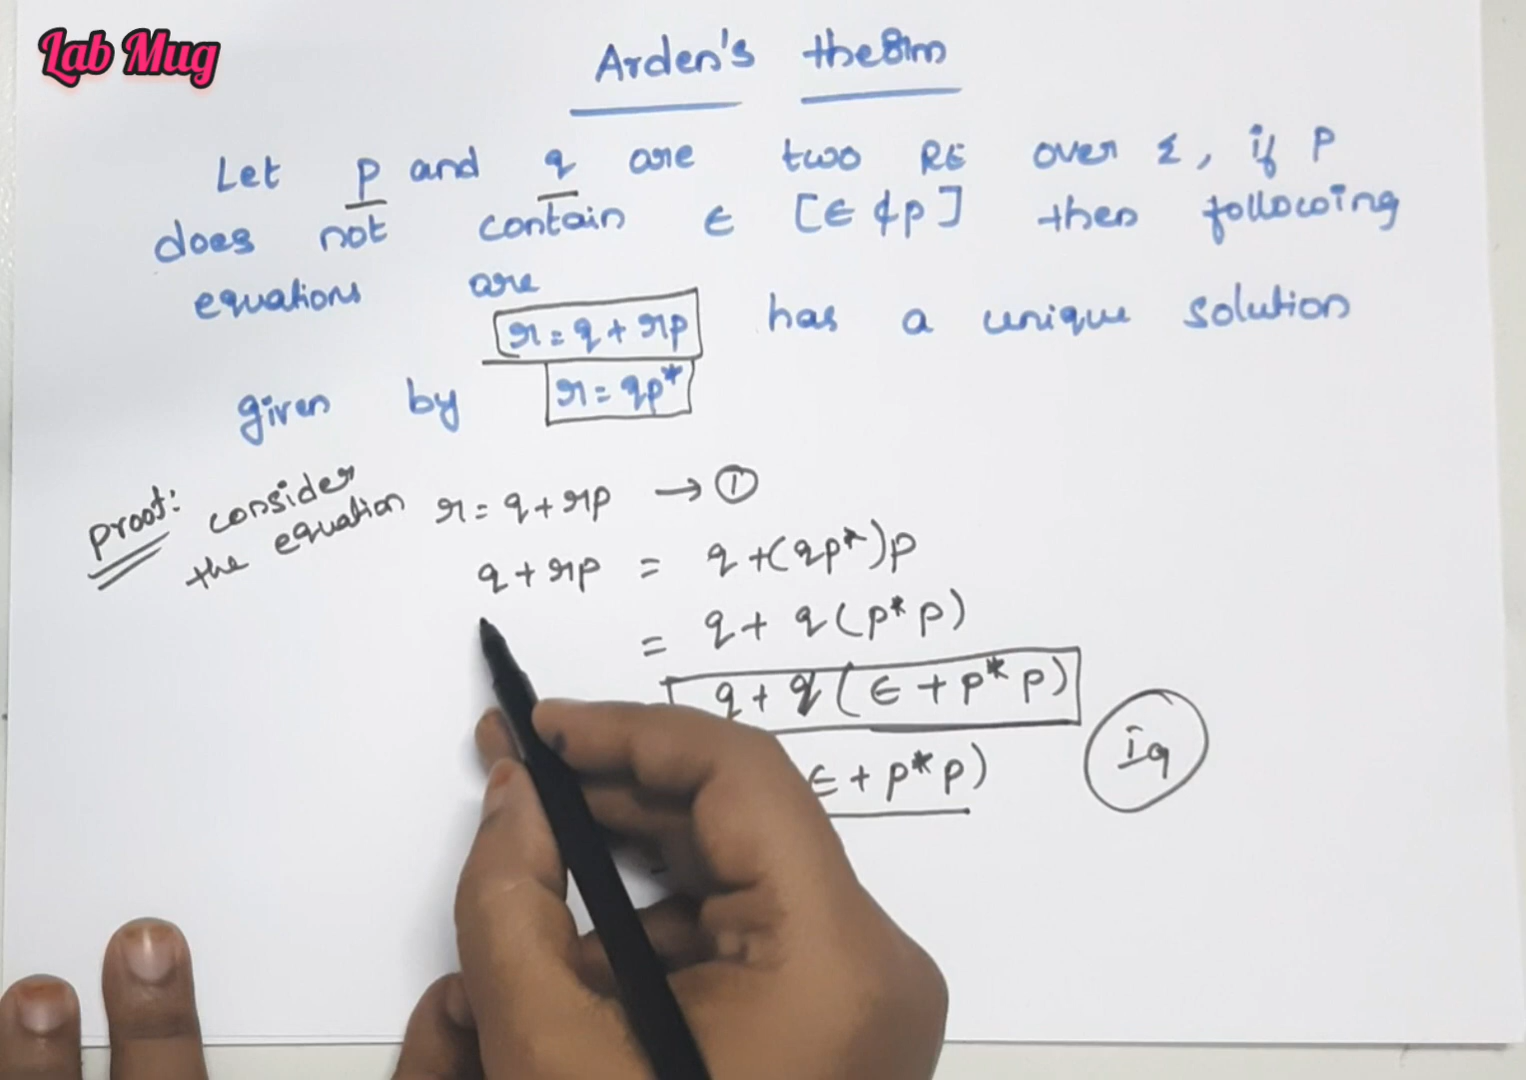 Lab Mug
Arden's theorm
Let p and q are two RE over Σ, if P
does not contain ∈ [∈ ∉ p] then following
equations are
r = q + rp has a unique solution
given by r = qp*
proof: consider
the equation r = q + rp → ①
q + rp = q + (qp*)p
= q + q(p* p)
q + q(∈ + p* p)
∈ + p* p)
Iq